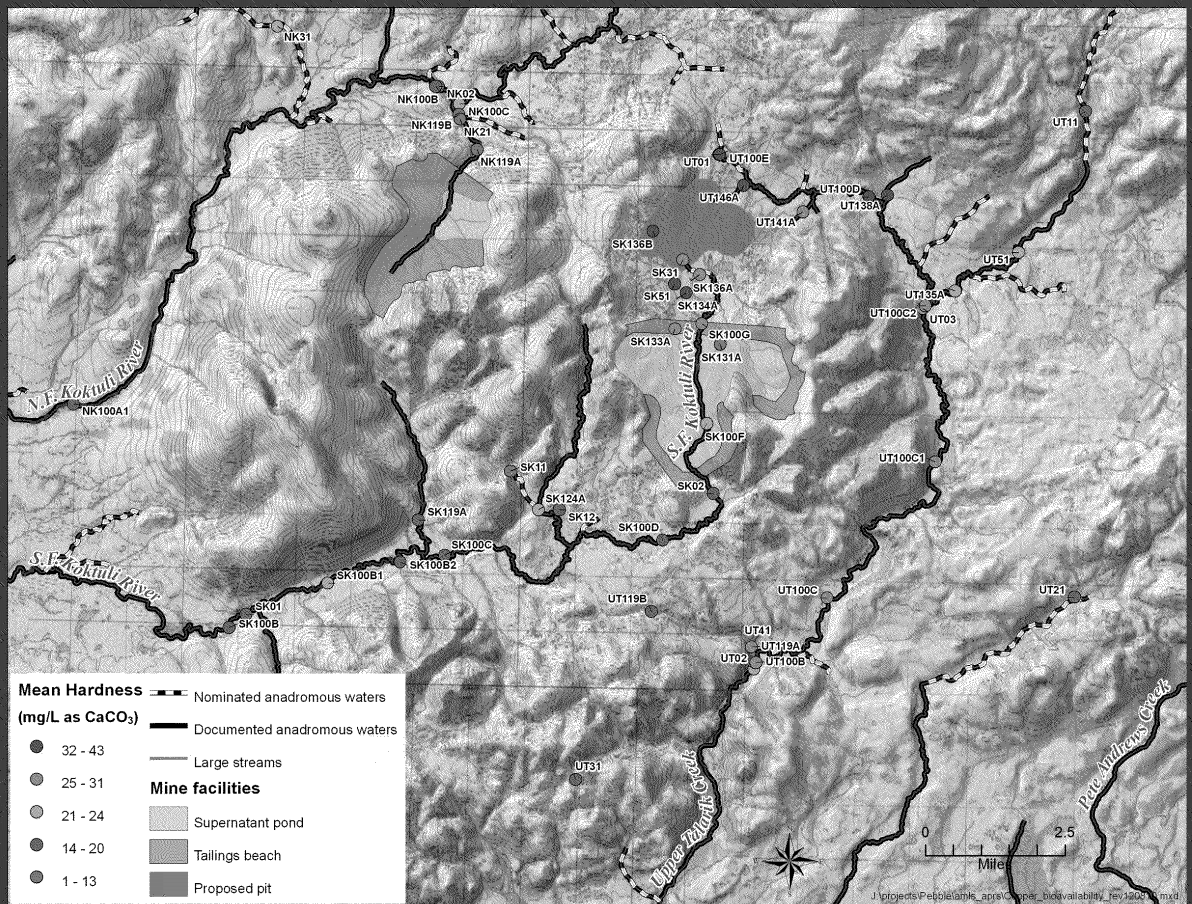 NK31
NK100B
NK02
NK100C
NK119B
NK21
NK119A
UT11
UT01
UT100E
UT146A
UT100D
UT138A
UT141A
SK136B
UT51
SK31
SK136A
SK51
SK134A
UT135A
UT100C2
UT03
SK133A
SK100G
SK131A
N.F. Koktuli River
NK100A1
S.F. Koktuli River
SK100F
UT100C1
SK11
SK02
SK124A
SK12
SK119A
SK100D
SK100C
S.F. Koktuli River
SK100B2
SK100B1
UT100C
UT21
UT119B
SK01
SK100B
UT41
UT119A
UT02
UT100B
UT31
Upper Talarik Creek
Pete Andrews Creek
Mean Hardness
(mg/L as CaCO₃)
32 - 43
25 - 31
21 - 24
14 - 20
1 - 13
Nominated anadromous waters
Documented anadromous waters
Large streams
Mine facilities
Supernatant pond
Tailings beach
Proposed pit
0 2.5
Miles